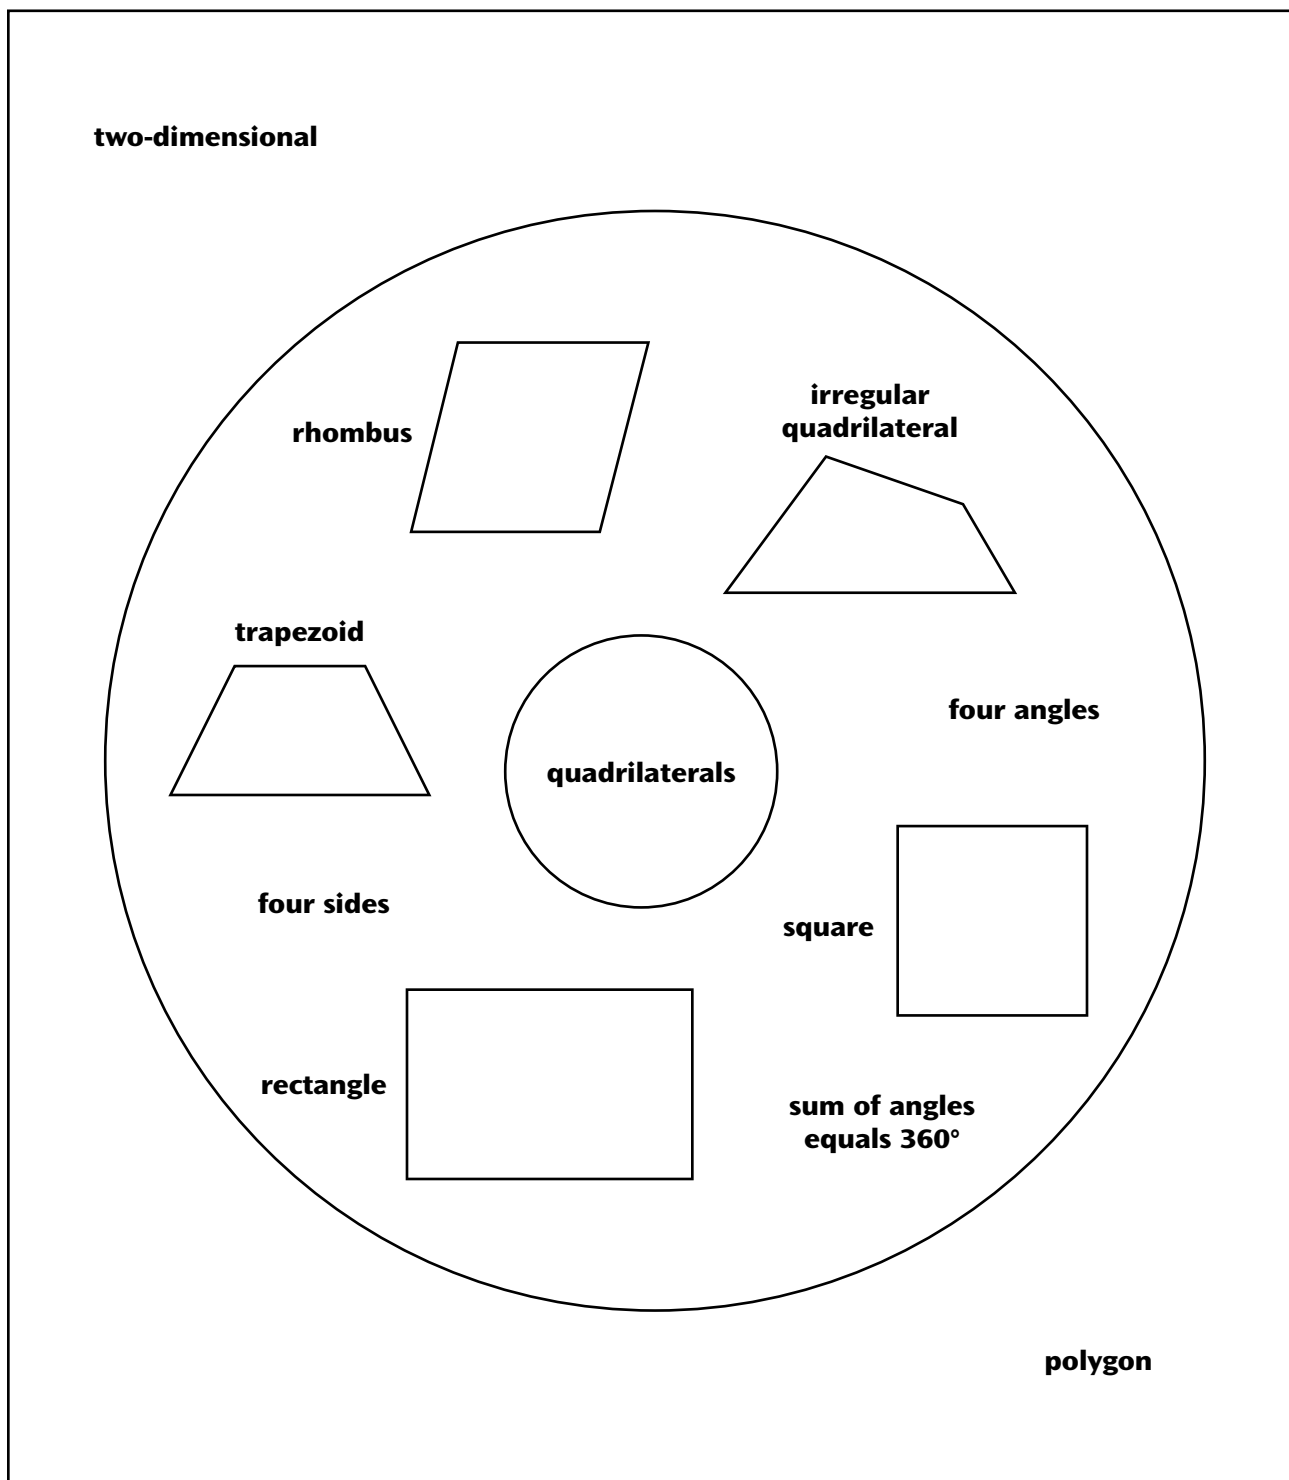 two-dimensional
irregular
quadrilateral
rhombus
trapezoid
four angles
quadrilaterals
four sides
square
rectangle
sum of angles
equals 360°
polygon